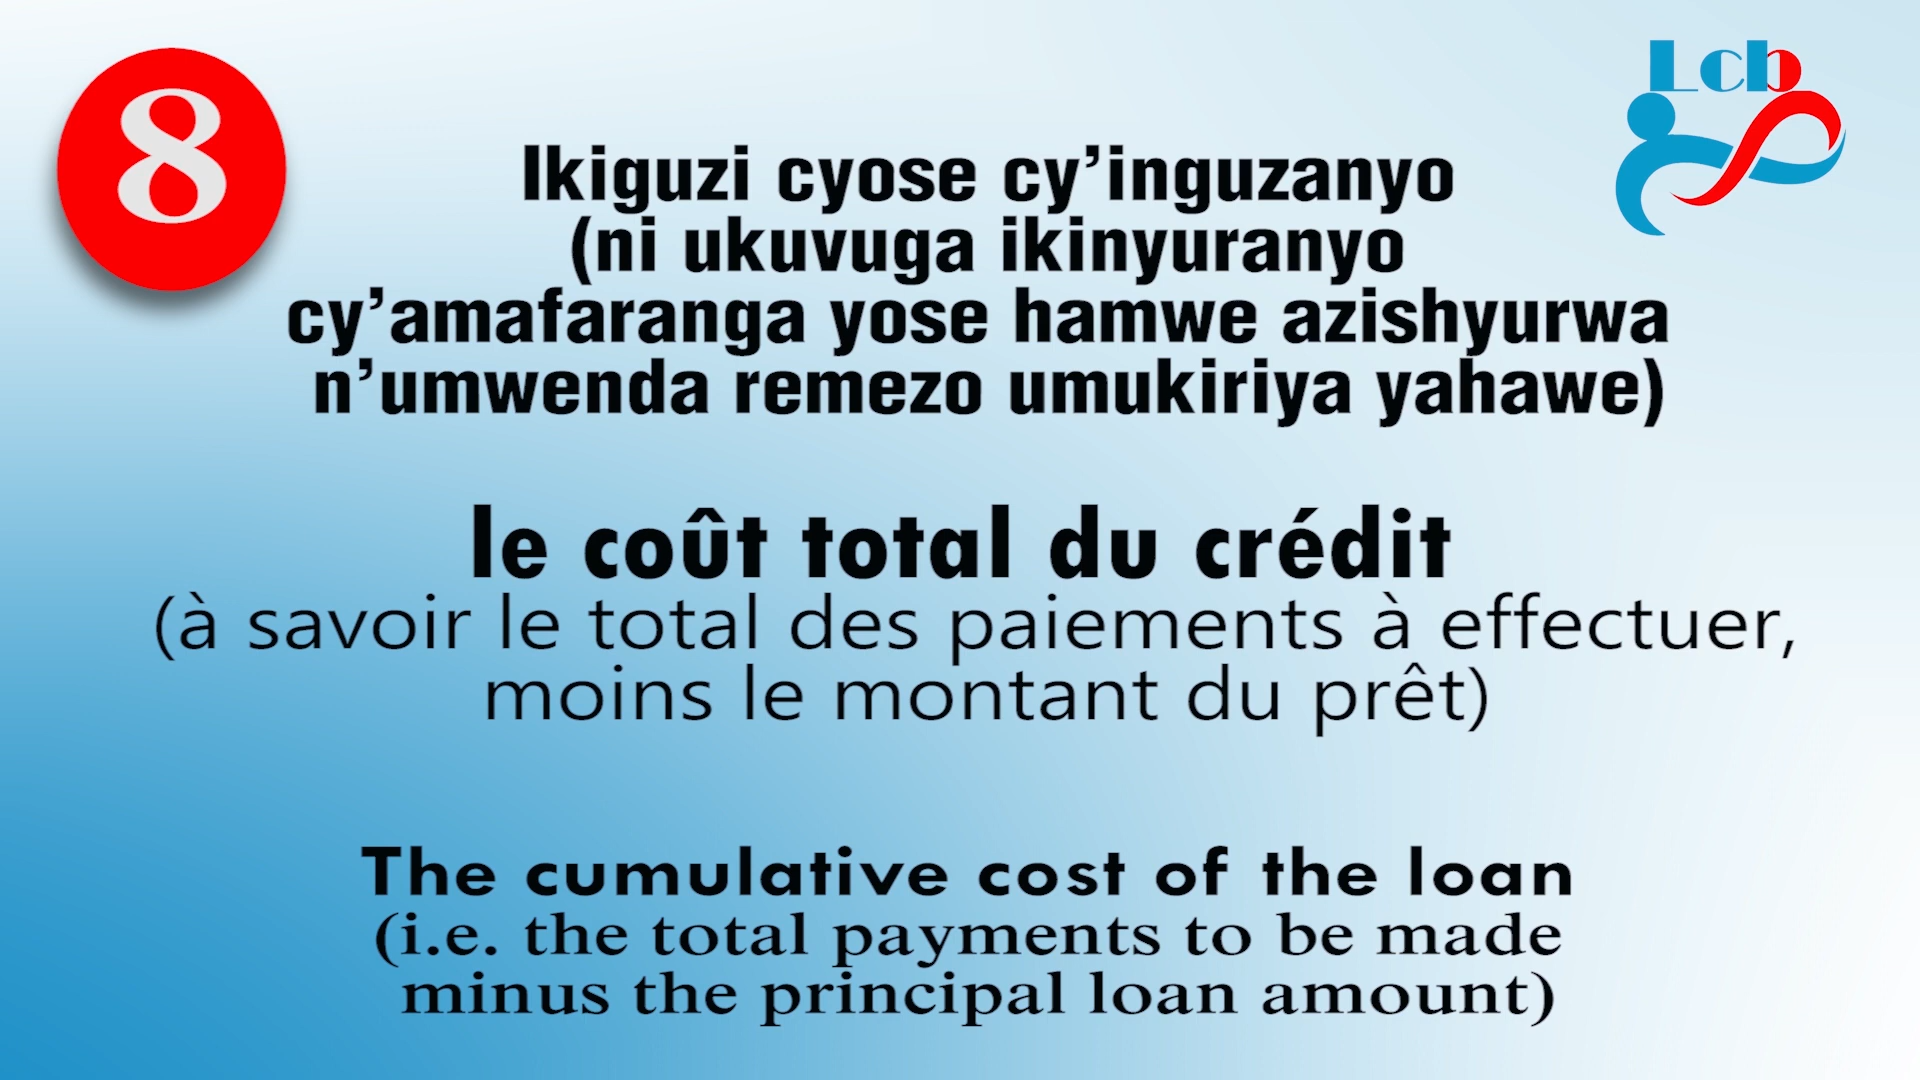 8
Lcb
Ikiguzi cyose cy’inguzanyo
(ni ukuvuga ikinyuranyo
cy’amafaranga yose hamwe azishyurwa
n’umwenda remezo umukiriya yahawe)
le coût total du crédit
(à savoir le total des paiements à effectuer,
moins le montant du prêt)
The cumulative cost of the loan
(i.e. the total payments to be made
minus the principal loan amount)